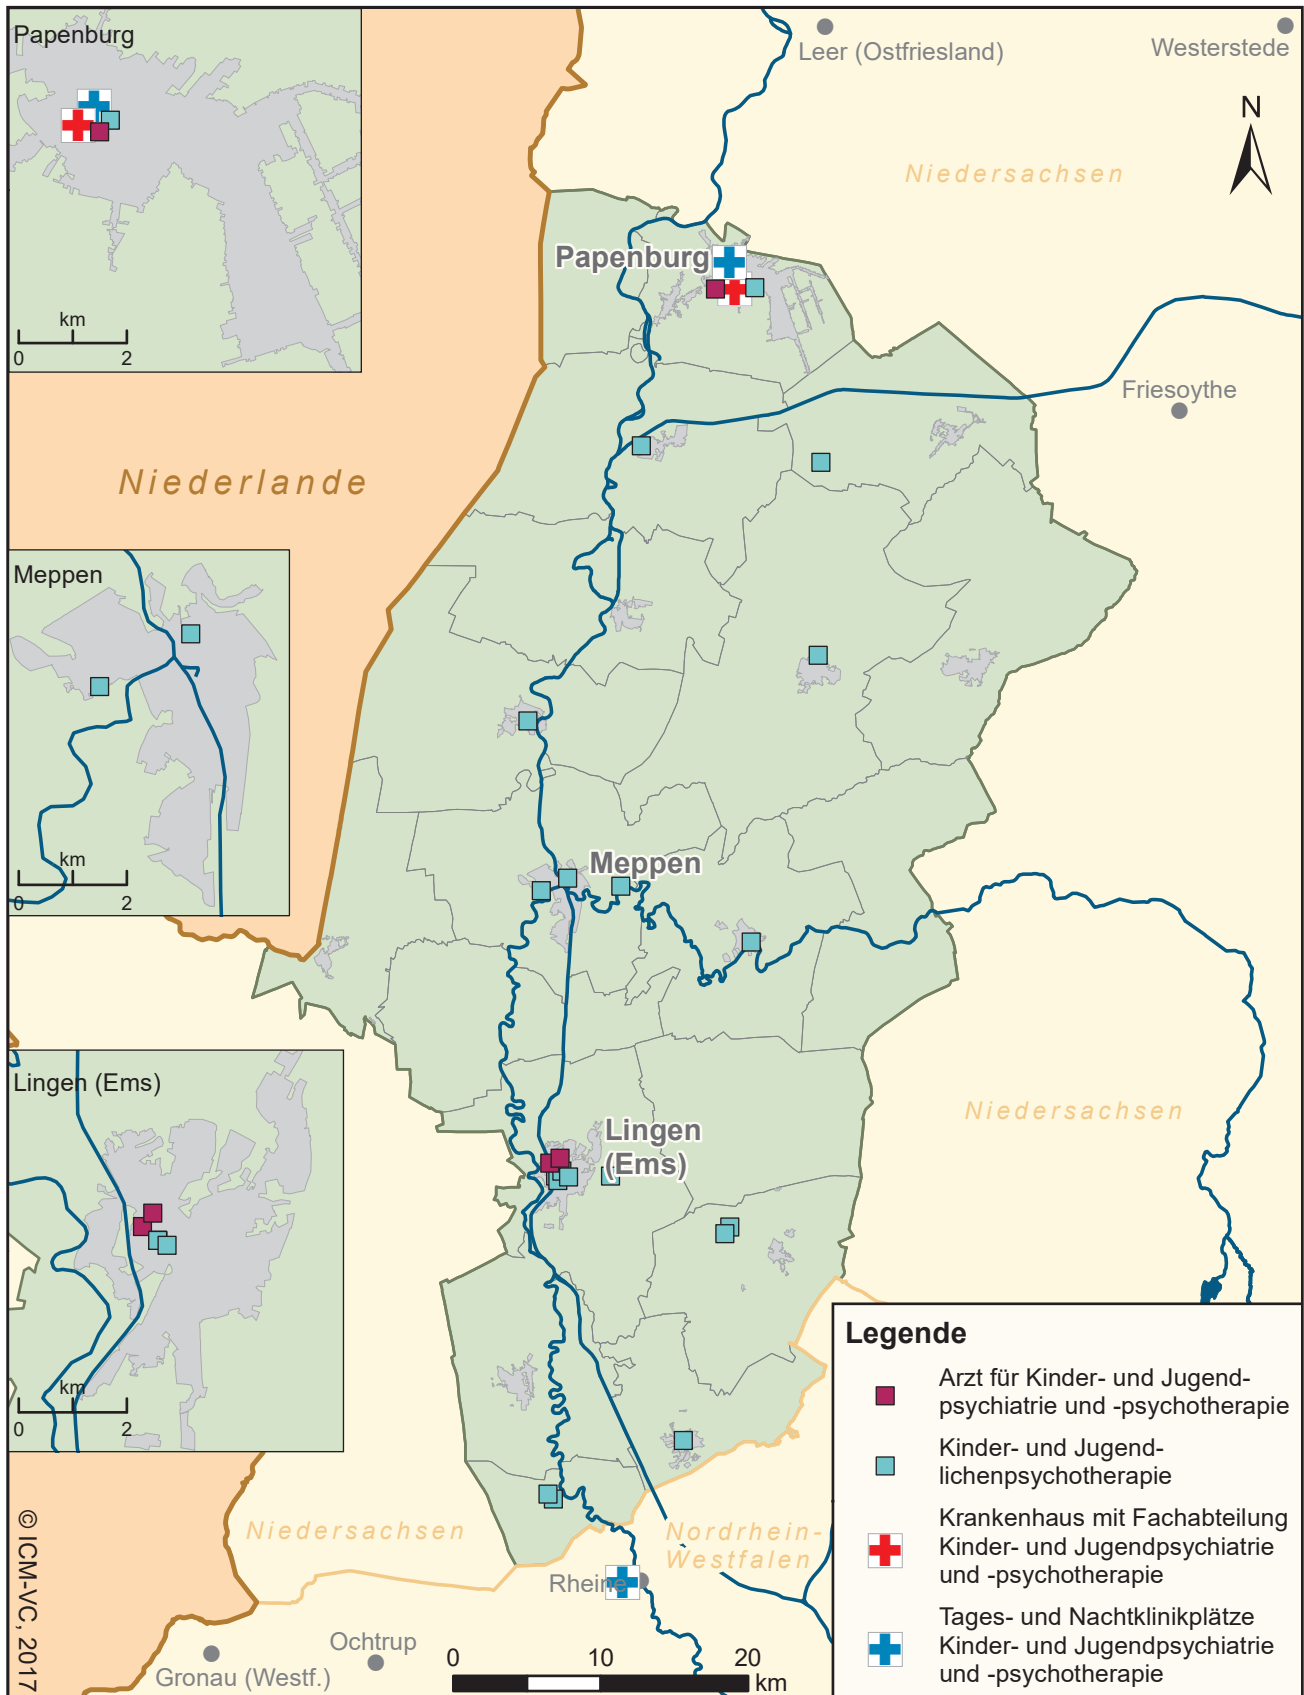 Papenburg
km
0 2
Leer (Ostfriesland)
Westerstede
N
Niedersachsen
Papenburg
Friesoythe
Niederlande
Meppen
km
0 2
Meppen
Lingen (Ems)
km
0 2
Niedersachsen
Lingen
(Ems)
Niedersachsen
Nordrhein-
Westfalen
Rheine
Ochtrup
Gronau (Westf.)
0 10 20
km
© ICM-VC, 2017
Legende
Arzt für Kinder- und Jugend-
psychiatrie und -psychotherapie
Kinder- und Jugend-
lichenpsychotherapie
Krankenhaus mit Fachabteilung
Kinder- und Jugendpsychiatrie
und -psychotherapie
Tages- und Nachtklinikplätze
Kinder- und Jugendpsychiatrie
und -psychotherapie